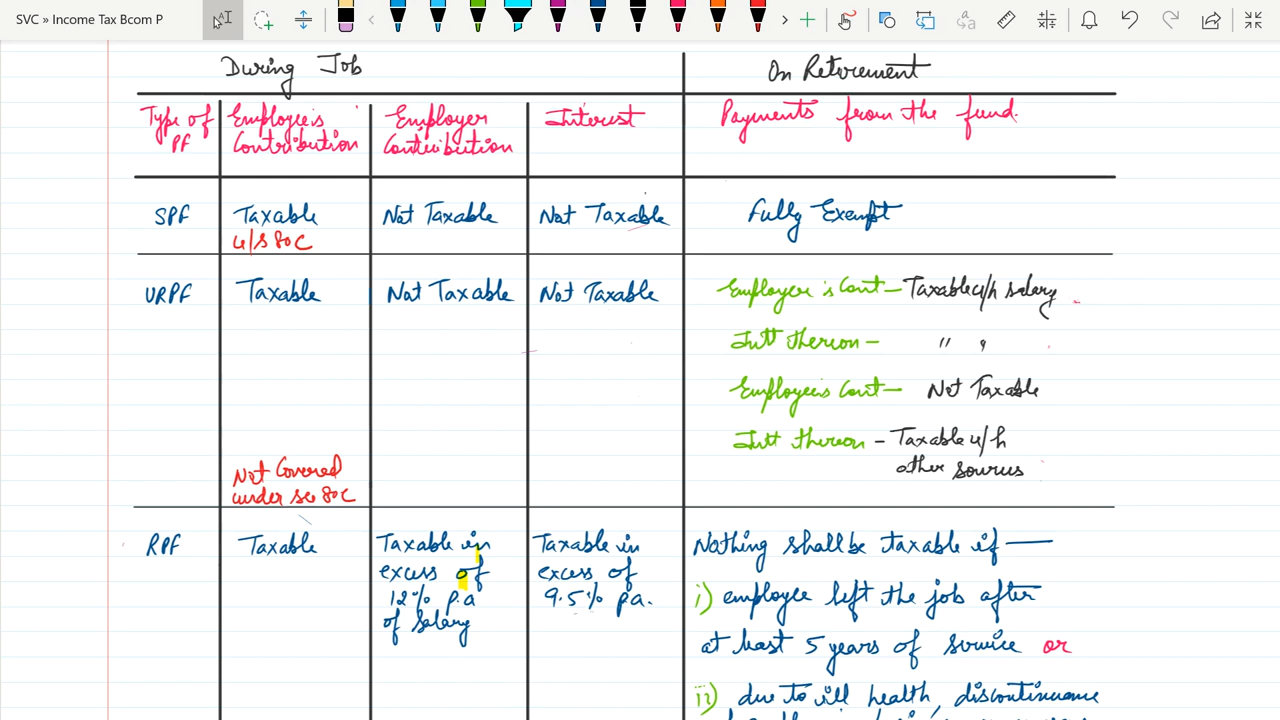 SVC » Income Tax Bcom P
During Job
On Retirement
Type of PF
Employee's Contribution
Employer Contribution
Interest
Payments from the fund.
SPF
Taxable
u/s 80C
Not Taxable
Not Taxable
Fully Exempt
URPF
Taxable
Not Taxable
Not Taxable
Employer's Cont — Taxable u/h salary
Intt thereon — " "
Employee's Cont — Not Taxable
Intt thereon - Taxable u/h
other sources
Not Covered
under sec 80C
RPF
Taxable
Taxable in
excess of
12% p.a
of salary
Taxable in
excess of
9.5% p.a.
Nothing shall be taxable if —
i) employee left the job after
at least 5 years of service or
ii) due to ill health, discontinuance